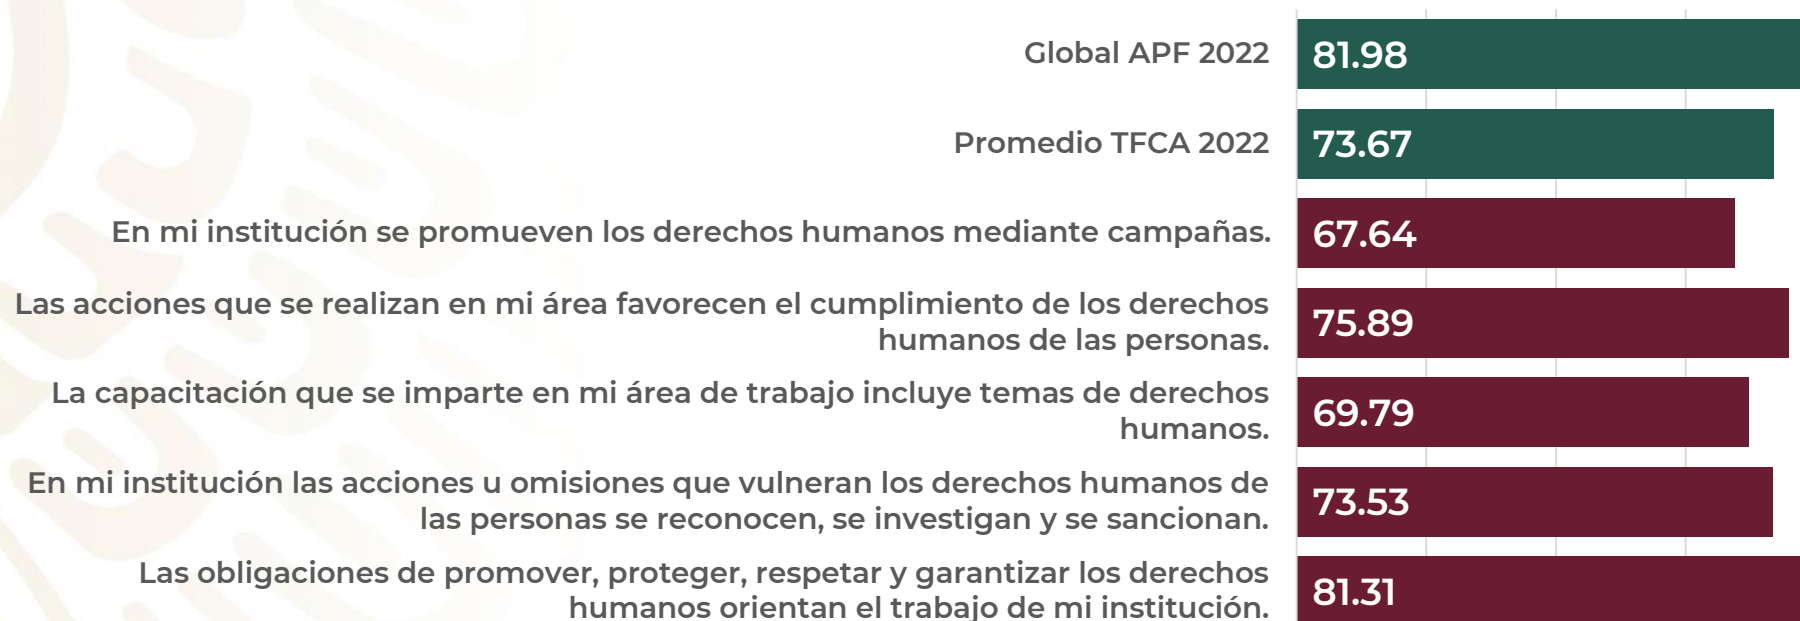 Global APF 2022 81.98
Promedio TFCA 2022 73.67
En mi institución se promueven los derechos humanos mediante campañas. 67.64
Las acciones que se realizan en mi área favorecen el cumplimiento de los derechos
humanos de las personas. 75.89
La capacitación que se imparte en mi área de trabajo incluye temas de derechos
humanos. 69.79
En mi institución las acciones u omisiones que vulneran los derechos humanos de
las personas se reconocen, se investigan y se sancionan. 73.53
Las obligaciones de promover, proteger, respetar y garantizar los derechos
humanos orientan el trabajo de mi institución. 81.31